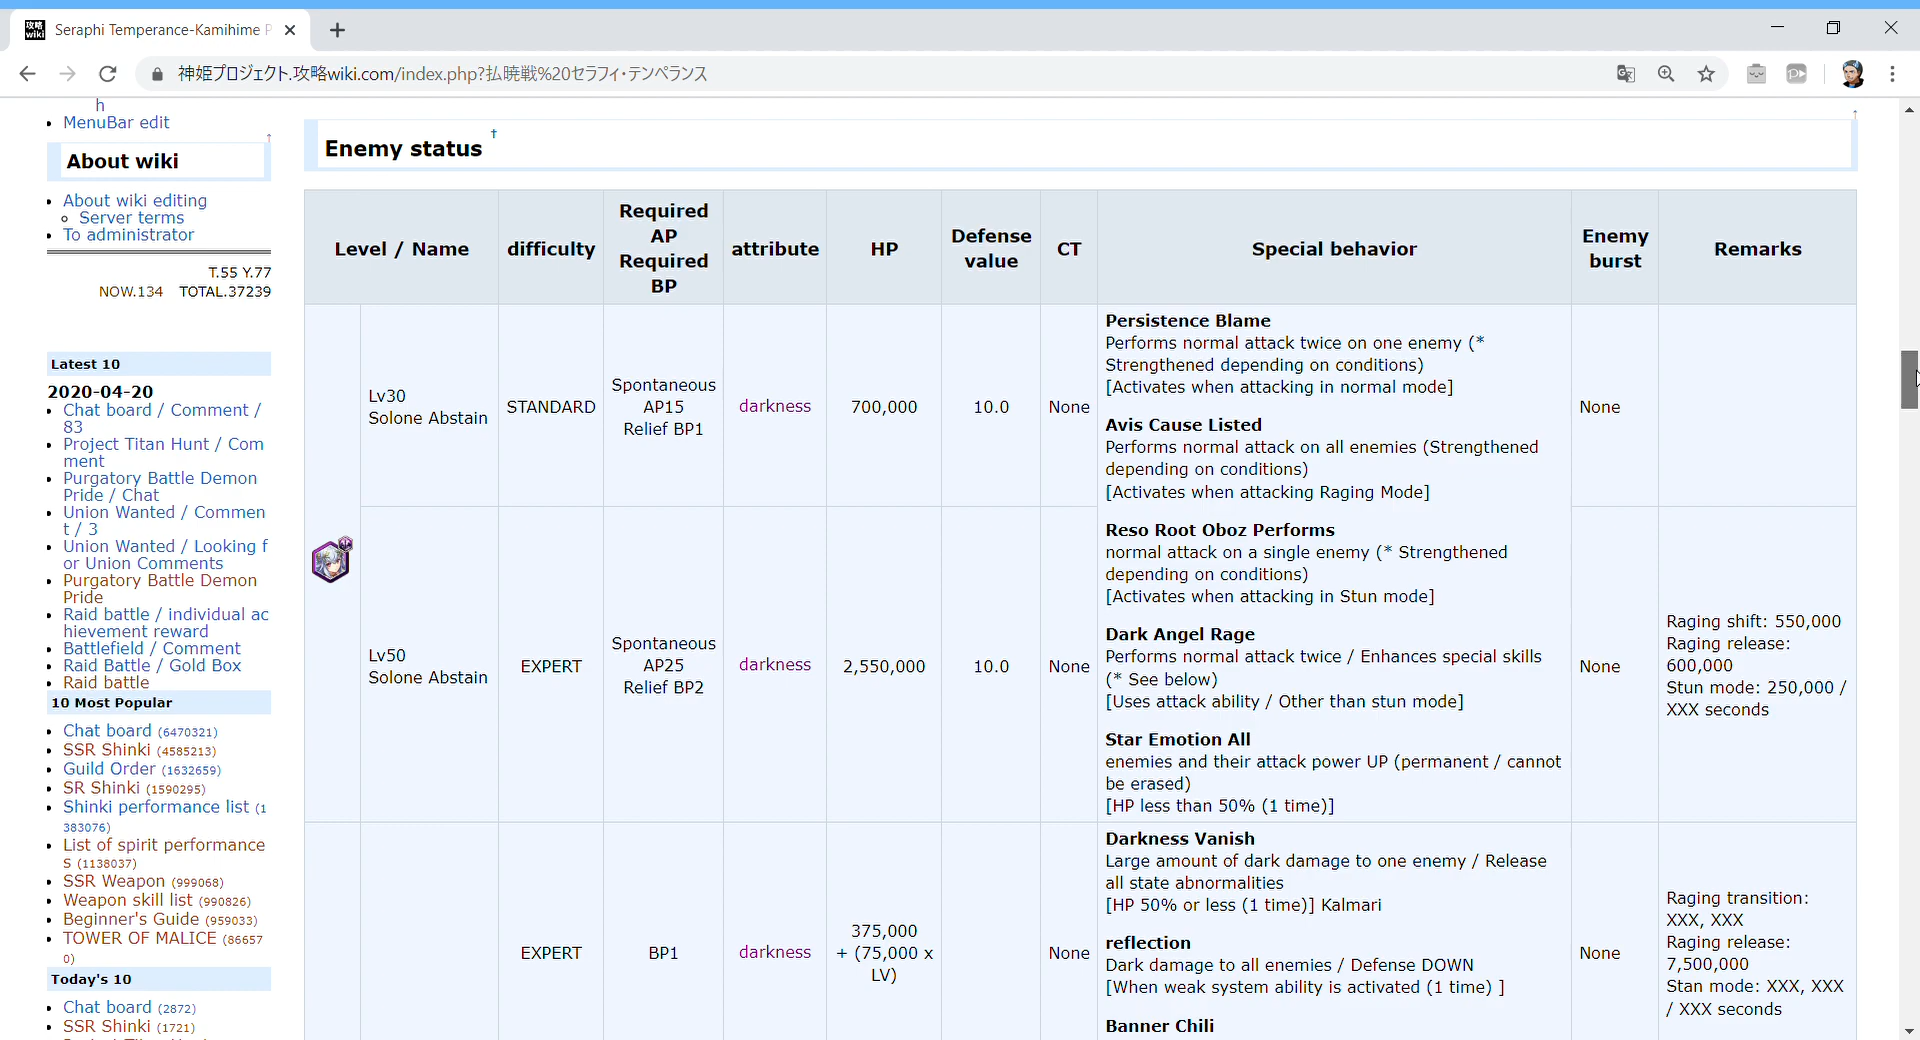 Seraphi Temperance-Kamihime P
神姫プロジェクト.攻略wiki.com/index.php?払暁戦%20セラフィ・テンペランス
h
MenuBar edit
About wiki
About wiki editing
Server terms
To administrator
T.55 Y.77
NOW.134 TOTAL.37239
Latest 10
2020-04-20
Chat board / Comment /
83
Project Titan Hunt / Com
ment
Purgatory Battle Demon
Pride / Chat
Union Wanted / Commen
t / 3
Union Wanted / Looking f
or Union Comments
Purgatory Battle Demon
Pride
Raid battle / individual ac
hievement reward
Battlefield / Comment
Raid Battle / Gold Box
Raid battle
10 Most Popular
Chat board (6470321)
SSR Shinki (4585213)
Guild Order (1632659)
SR Shinki (1590295)
Shinki performance list (1
383076)
List of spirit performance
s (1138037)
SSR Weapon (999068)
Weapon skill list (990826)
Beginner's Guide (959033)
TOWER OF MALICE (86657
0)
Today's 10
Chat board (2872)
SSR Shinki (1721)
Enemy status †
Level / Name
difficulty
Required
AP
Required
BP
attribute
HP
Defense
value
CT
Special behavior
Enemy
burst
Remarks
Lv30
Solone Abstain
STANDARD
Spontaneous
AP15
Relief BP1
darkness
700,000
10.0
None
Persistence Blame
Performs normal attack twice on one enemy (*
Strengthened depending on conditions)
[Activates when attacking in normal mode]
Avis Cause Listed
Performs normal attack on all enemies (Strengthened
depending on conditions)
[Activates when attacking Raging Mode]
Reso Root Oboz Performs
normal attack on a single enemy (* Strengthened
depending on conditions)
[Activates when attacking in Stun mode]
Dark Angel Rage
Performs normal attack twice / Enhances special skills
(* See below)
[Uses attack ability / Other than stun mode]
Star Emotion All
enemies and their attack power UP (permanent / cannot
be erased)
[HP less than 50% (1 time)]
None
Lv50
Solone Abstain
EXPERT
Spontaneous
AP25
Relief BP2
darkness
2,550,000
10.0
None
None
Raging shift: 550,000
Raging release:
600,000
Stun mode: 250,000 /
XXX seconds
EXPERT
BP1
darkness
375,000
+ (75,000 x
LV)
None
Darkness Vanish
Large amount of dark damage to one enemy / Release
all state abnormalities
[HP 50% or less (1 time)] Kalmari
reflection
Dark damage to all enemies / Defense DOWN
[When weak system ability is activated (1 time) ]
Banner Chili
None
Raging transition:
XXX, XXX
Raging release:
7,500,000
Stan mode: XXX, XXX
/ XXX seconds